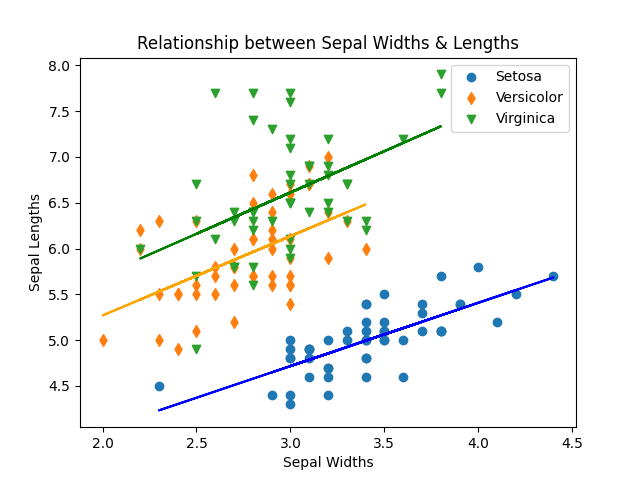 Relationship between Sepal Widths & Lengths
Setosa
Versicolor
Virginica
8.0
7.5
7.0
6.5
6.0
5.5
5.0
4.5
Sepal Lengths
2.0 2.5 3.0 3.5 4.0 4.5
Sepal Widths